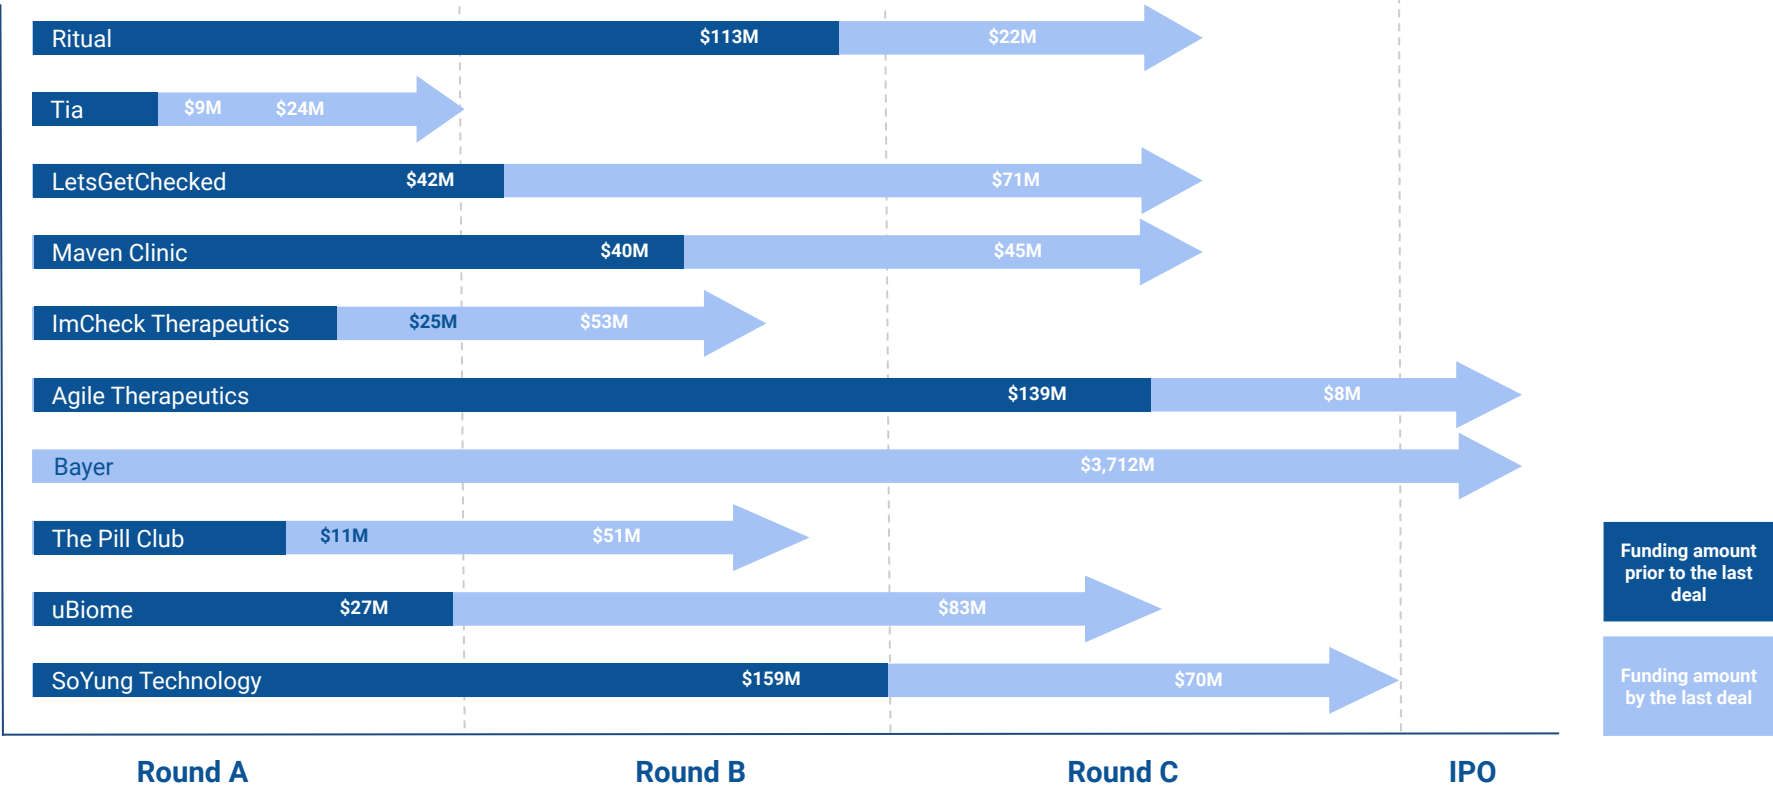 Ritual $113M $22M
Tia $9M $24M
LetsGetChecked $42M $71M
Maven Clinic $40M $45M
ImCheck Therapeutics $25M $53M
Agile Therapeutics $139M $8M
Bayer $3,712M
The Pill Club $11M $51M
uBiome $27M $83M
SoYung Technology $159M $70M
Round A Round B Round C IPO
Funding amount
prior to the last
deal
Funding amount
by the last deal